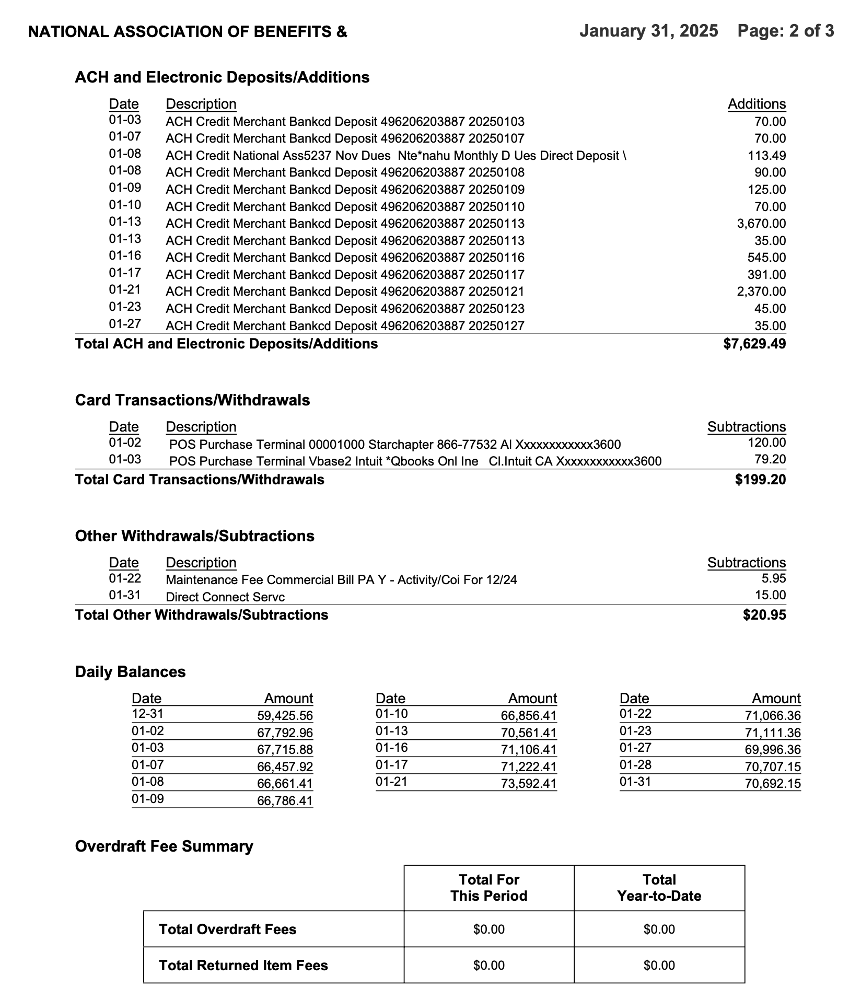 NATIONAL ASSOCIATION OF BENEFITS & January 31, 2025 Page: 2 of 3
ACH and Electronic Deposits/Additions
Date Description Additions
01-03 ACH Credit Merchant Bankcd Deposit 496206203887 20250103 70.00
01-07 ACH Credit Merchant Bankcd Deposit 496206203887 20250107 70.00
01-08 ACH Credit National Ass5237 Nov Dues  Nte*nahu Monthly D Ues Direct Deposit \ 113.49
01-08 ACH Credit Merchant Bankcd Deposit 496206203887 20250108 90.00
01-09 ACH Credit Merchant Bankcd Deposit 496206203887 20250109 125.00
01-10 ACH Credit Merchant Bankcd Deposit 496206203887 20250110 70.00
01-13 ACH Credit Merchant Bankcd Deposit 496206203887 20250113 3,670.00
01-13 ACH Credit Merchant Bankcd Deposit 496206203887 20250113 35.00
01-16 ACH Credit Merchant Bankcd Deposit 496206203887 20250116 545.00
01-17 ACH Credit Merchant Bankcd Deposit 496206203887 20250117 391.00
01-21 ACH Credit Merchant Bankcd Deposit 496206203887 20250121 2,370.00
01-23 ACH Credit Merchant Bankcd Deposit 496206203887 20250123 45.00
01-27 ACH Credit Merchant Bankcd Deposit 496206203887 20250127 35.00
Total ACH and Electronic Deposits/Additions $7,629.49
Card Transactions/Withdrawals
Date Description Subtractions
01-02 POS Purchase Terminal 00001000 Starchapter 866-77532 Al Xxxxxxxxxxxx3600 120.00
01-03 POS Purchase Terminal Vbase2 Intuit *Qbooks Onl Ine   Cl.Intuit CA Xxxxxxxxxxxx3600 79.20
Total Card Transactions/Withdrawals $199.20
Other Withdrawals/Subtractions
Date Description Subtractions
01-22 Maintenance Fee Commercial Bill PA Y - Activity/Coi For 12/24 5.95
01-31 Direct Connect Servc 15.00
Total Other Withdrawals/Subtractions $20.95
Daily Balances
Date Amount Date Amount Date Amount
12-31 59,425.56 01-10 66,856.41 01-22 71,066.36
01-02 67,792.96 01-13 70,561.41 01-23 71,111.36
01-03 67,715.88 01-16 71,106.41 01-27 69,996.36
01-07 66,457.92 01-17 71,222.41 01-28 70,707.15
01-08 66,661.41 01-21 73,592.41 01-31 70,692.15
01-09 66,786.41
Overdraft Fee Summary
Total For Total
This Period Year-to-Date
Total Overdraft Fees $0.00 $0.00
Total Returned Item Fees $0.00 $0.00